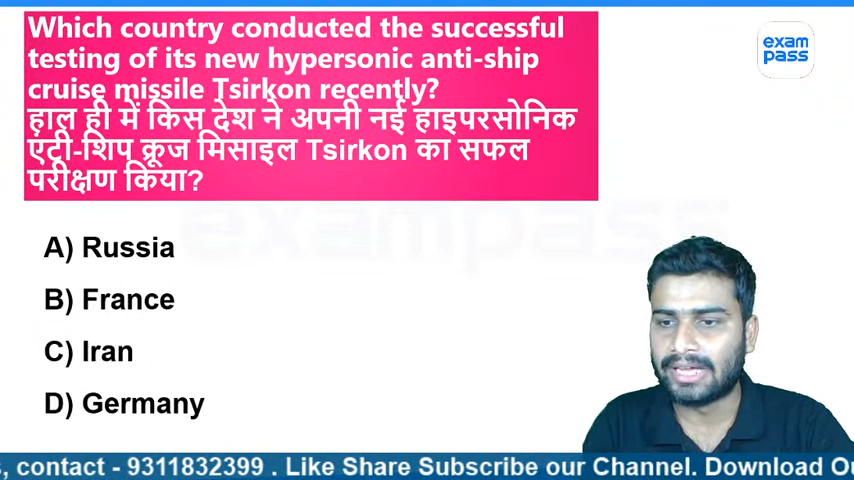 Which country conducted the successful
testing of its new hypersonic anti-ship
cruise missile Tsirkon recently?
हाल ही में किस देश ने अपनी नई हाइपरसोनिक
एंटी-शिप क्रूज मिसाइल Tsirkon का सफल
परीक्षण किया?
exam
pass
exampass
A) Russia
B) France
C) Iran
D) Germany
s, contact - 9311832399 . Like Share Subscribe our Channel. Download Ou